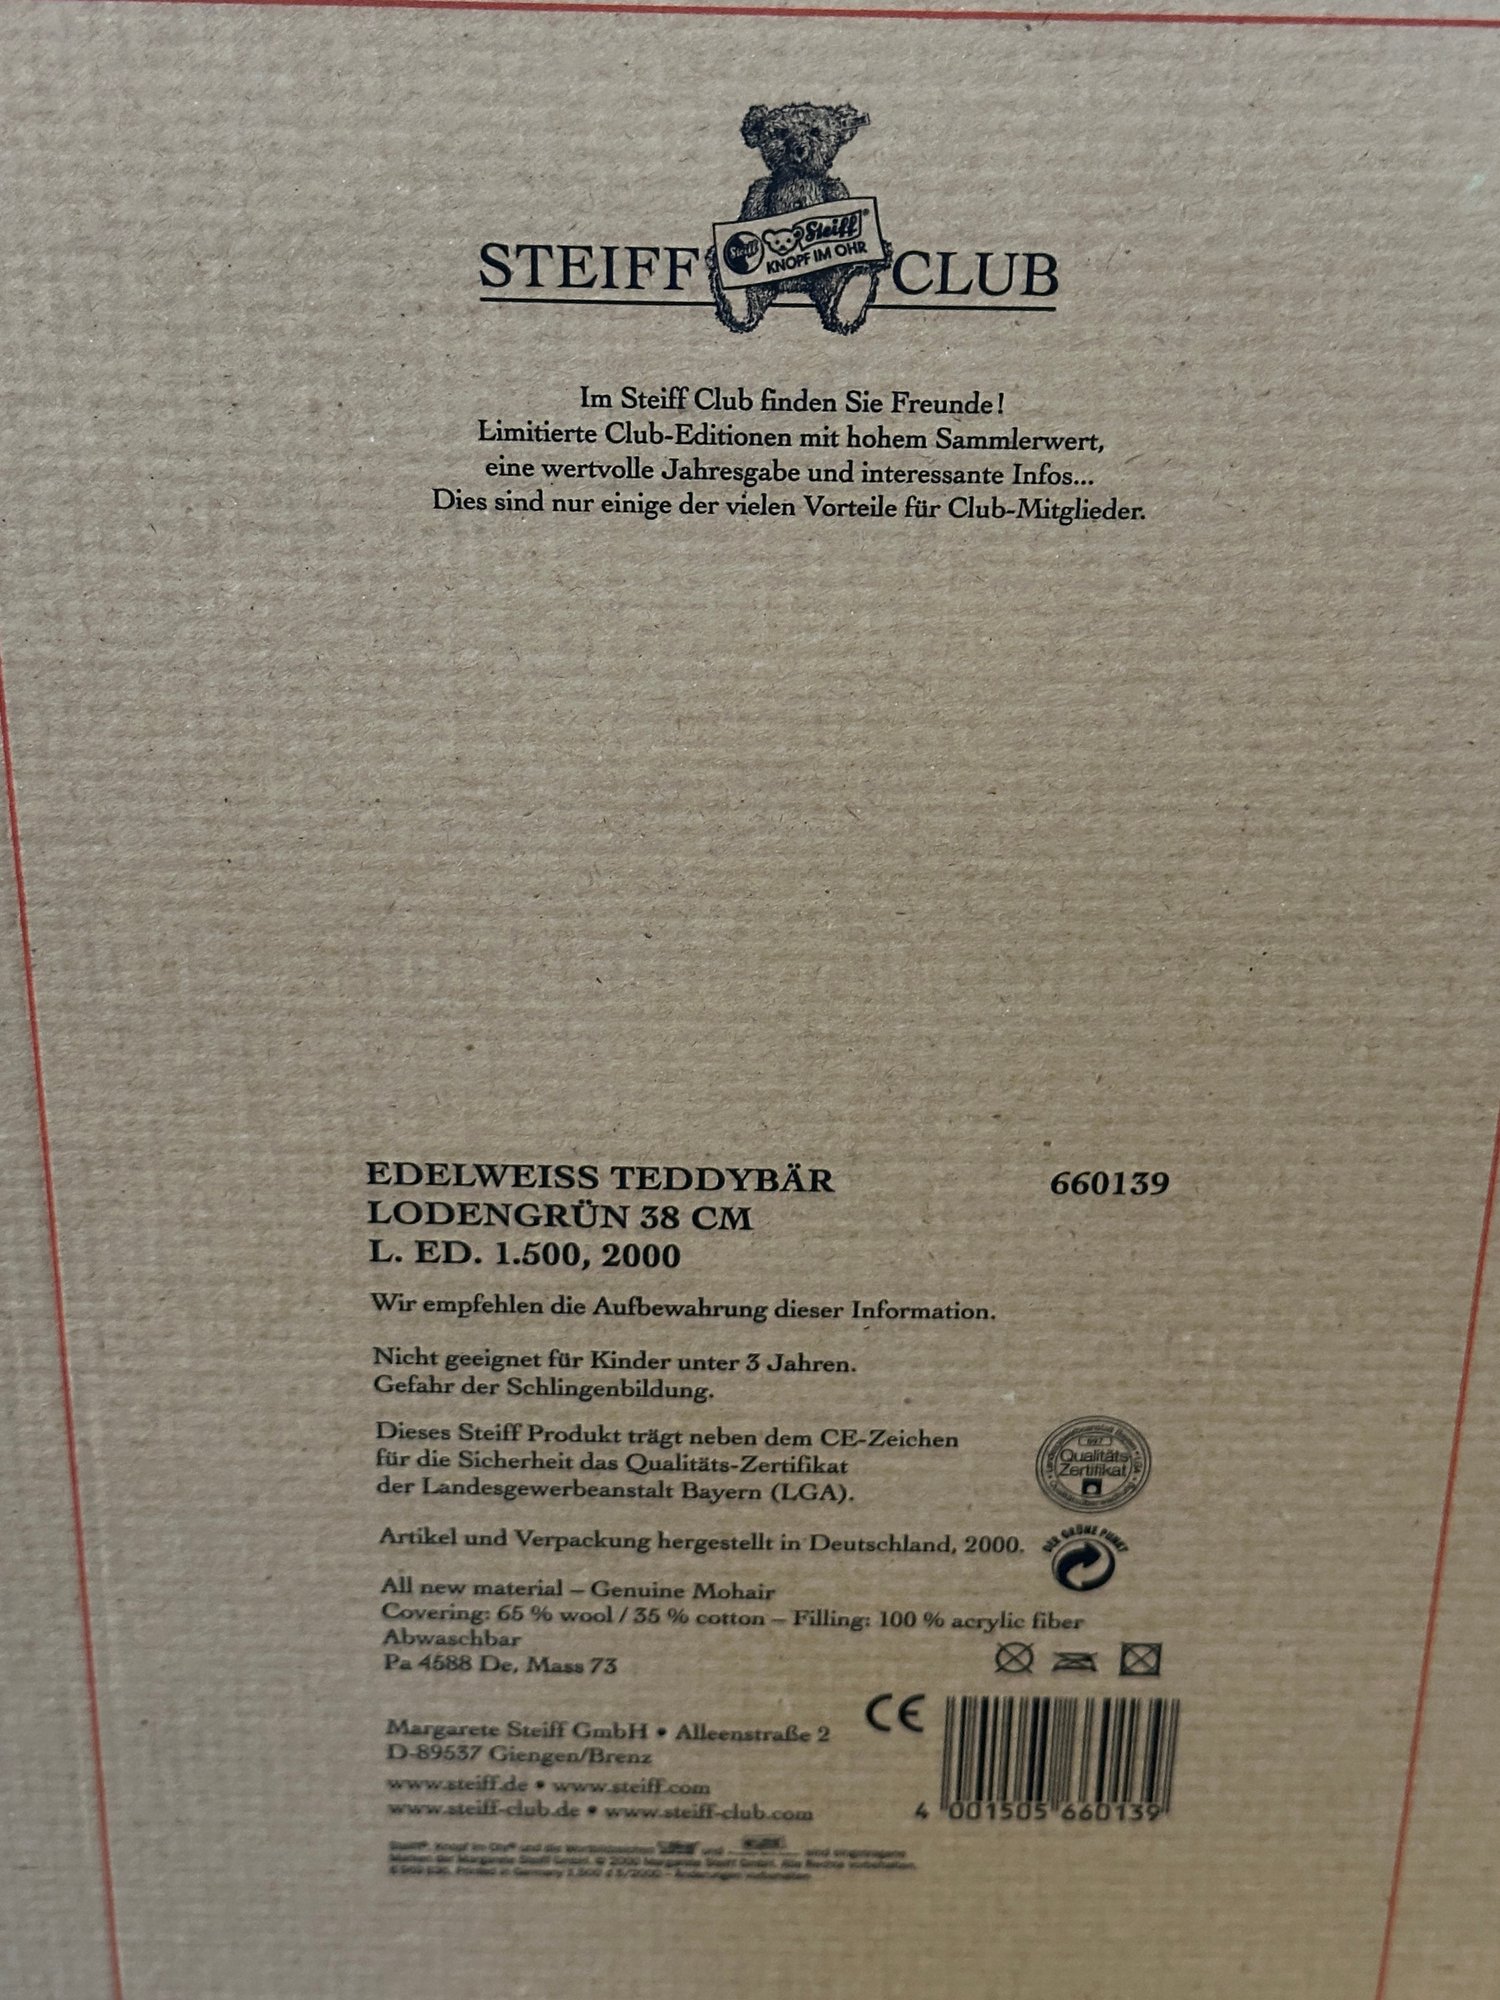 STEIFF CLUB
Steiff Steiff
KNOPF IM OHR
Im Steiff Club finden Sie Freunde!
Limitierte Club-Editionen mit hohem Sammlerwert,
eine wertvolle Jahresgabe und interessante Infos...
Dies sind nur einige der vielen Vorteile für Club-Mitglieder.
EDELWEISS TEDDYBÄR 660139
LODENGRÜN 38 CM
L. ED. 1.500, 2000
Wir empfehlen die Aufbewahrung dieser Information.
Nicht geeignet für Kinder unter 3 Jahren.
Gefahr der Schlingenbildung.
Dieses Steiff Produkt trägt neben dem CE-Zeichen
für die Sicherheit das Qualitäts-Zertifikat
der Landesgewerbeanstalt Bayern (LGA).
Qualitäts
Zertifikat
Artikel und Verpackung hergestellt in Deutschland, 2000.
DER GRÜNE PUNKT
All new material – Genuine Mohair
Covering: 65 % wool / 35 % cotton – Filling: 100 % acrylic fiber
Abwaschbar
Pa 4588 De, Mass 73
CE
Margarete Steiff GmbH • Alleenstraße 2
D-89537 Giengen/Brenz
www.steiff.de • www.steiff.com
www.steiff-club.de • www.steiff-club.com
4 001505 660139